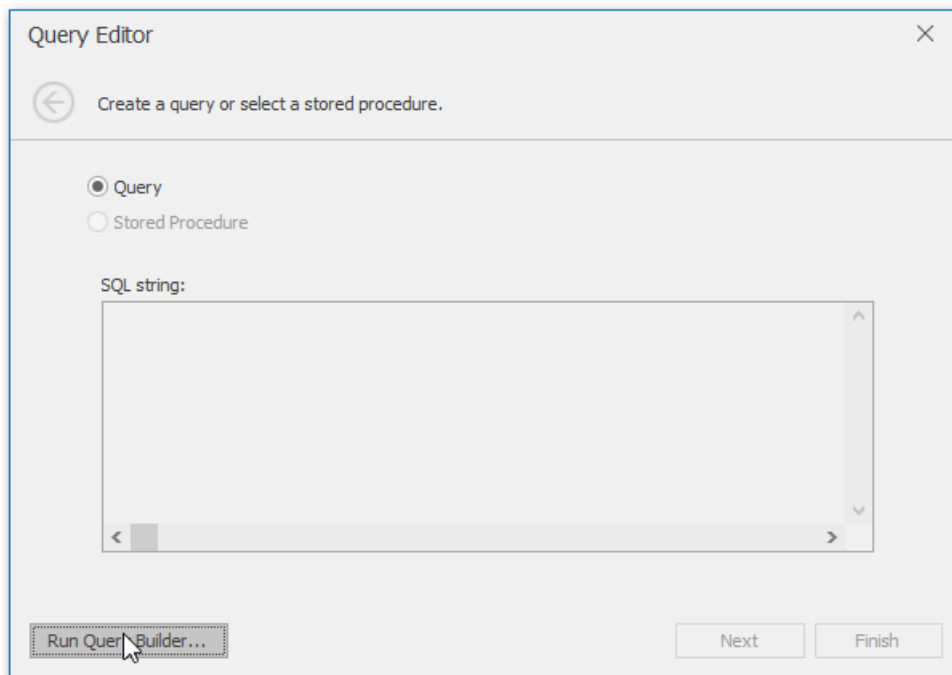 Query Editor
Create a query or select a stored procedure.
Query
Stored Procedure
SQL string:
Run Query Builder...
Next
Finish